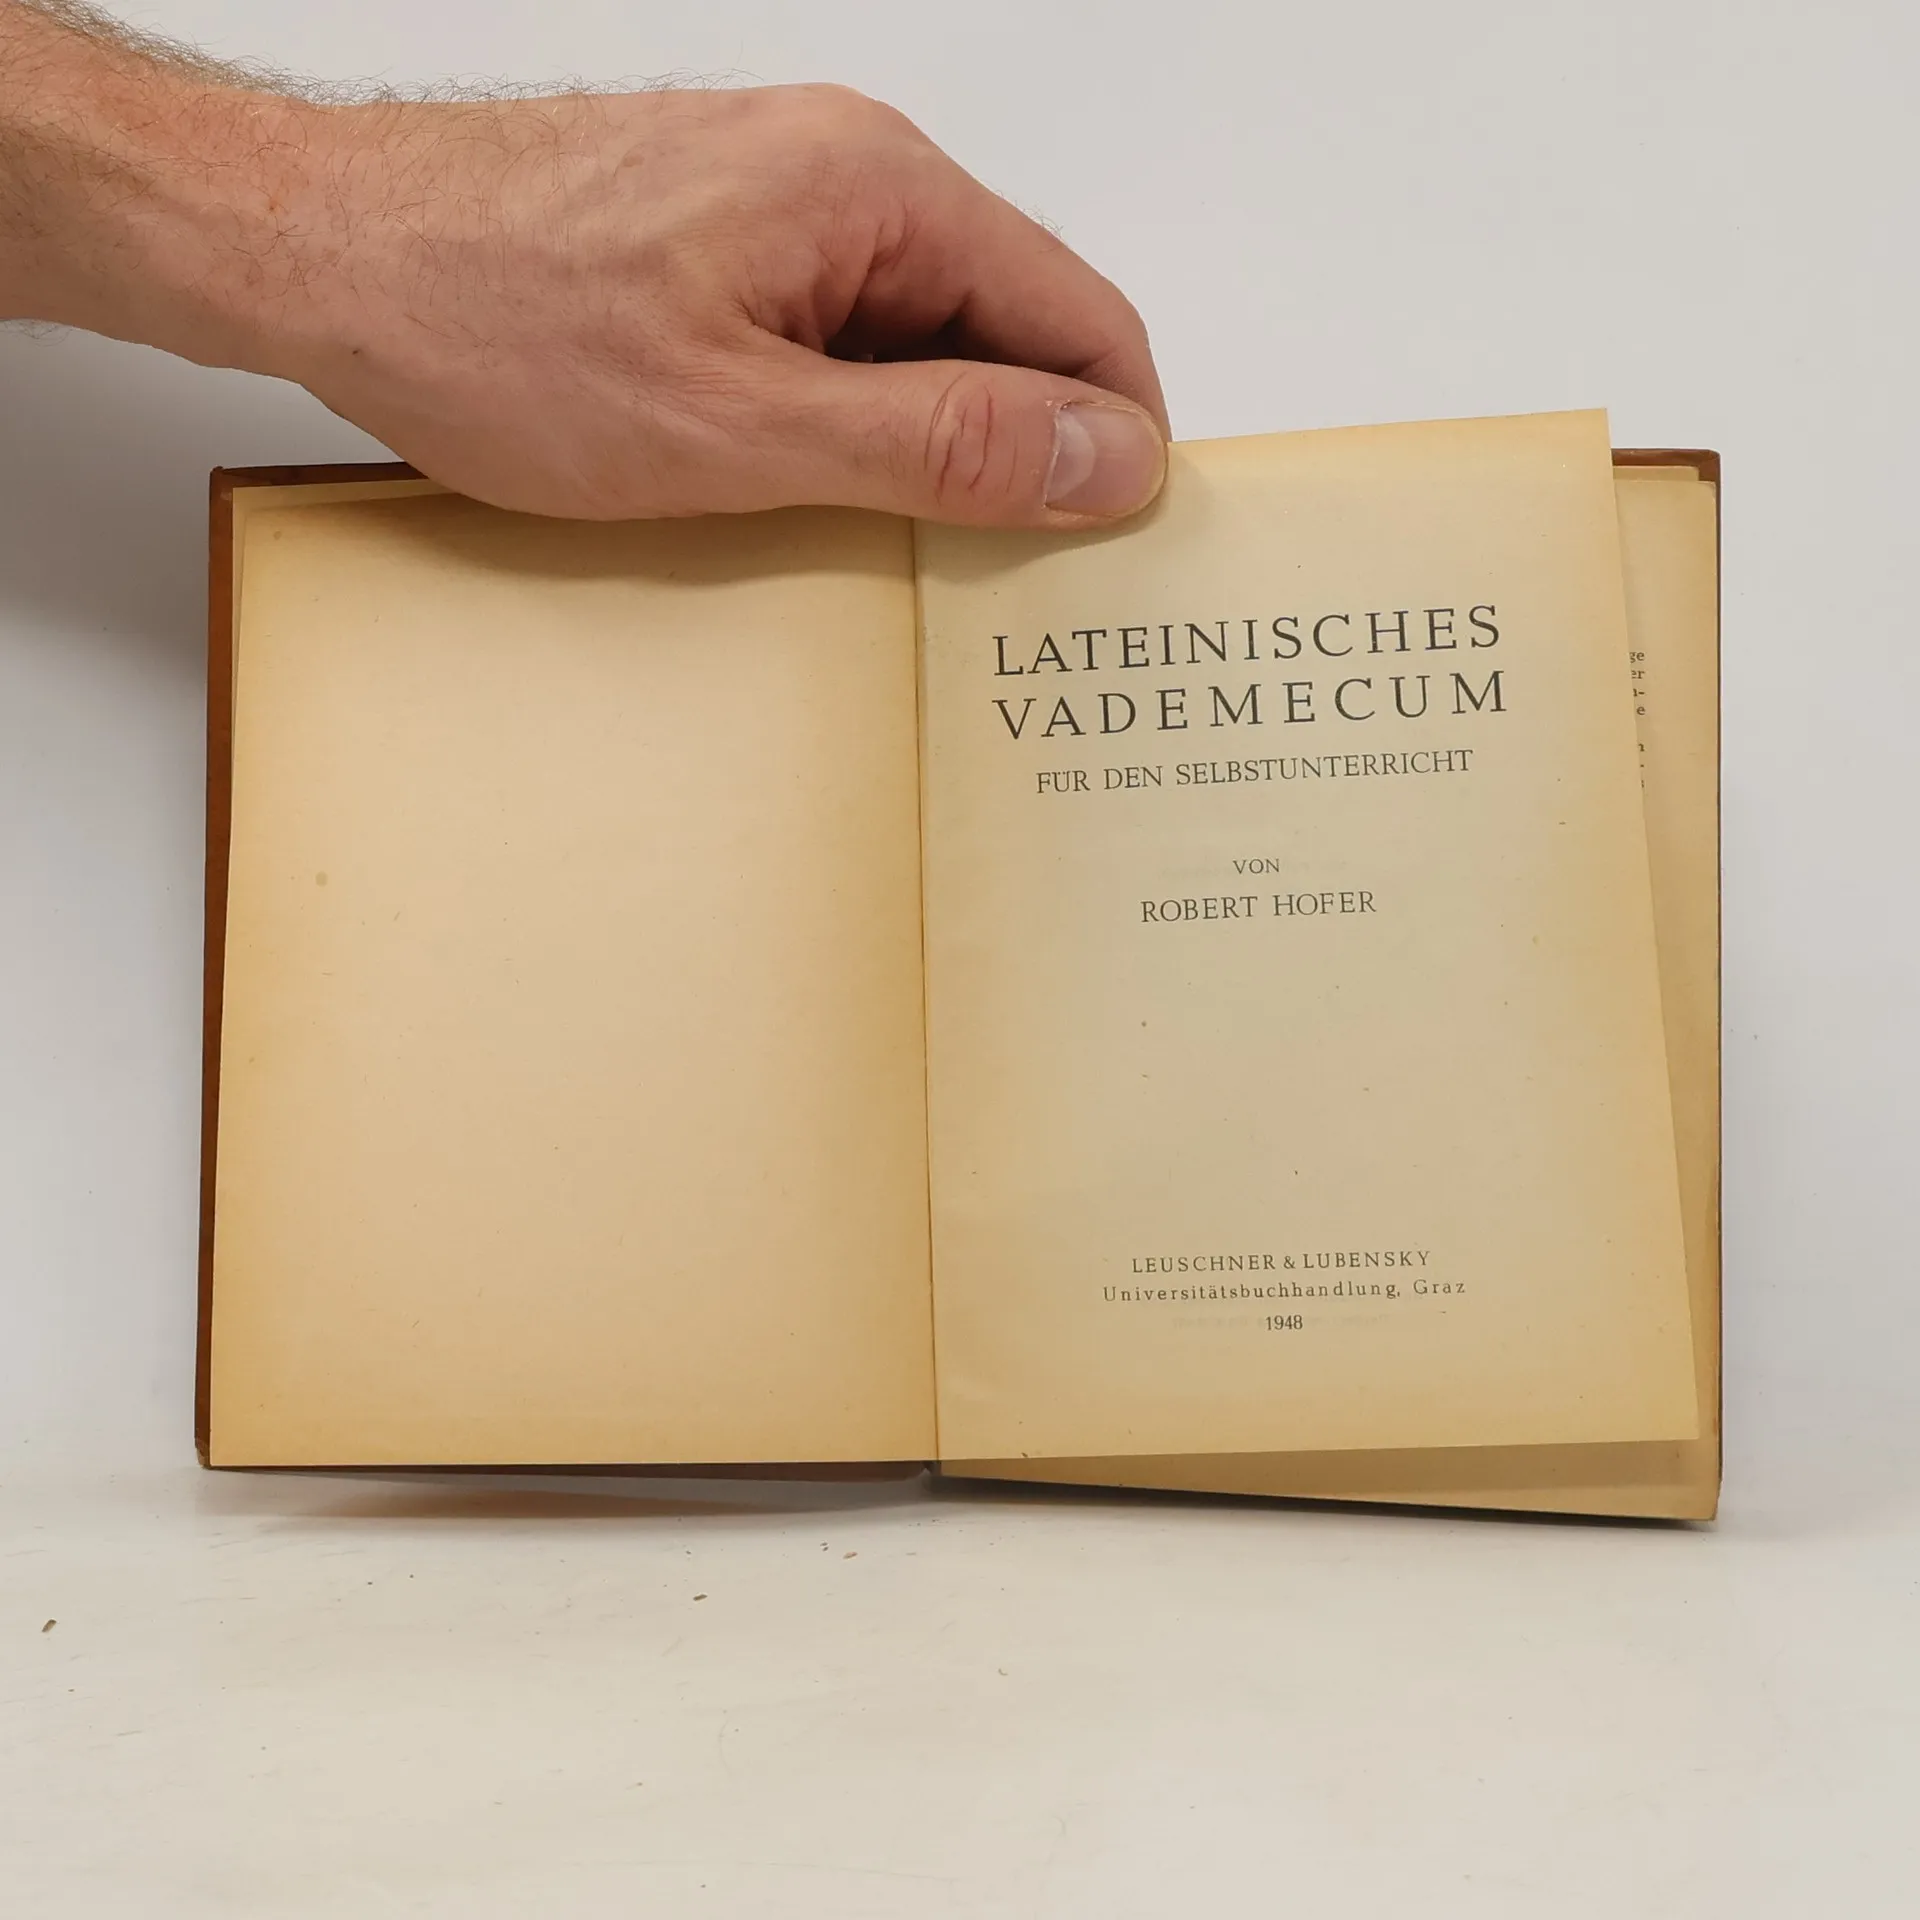 LATEINISCHES
VADEMECUM
FÜR DEN SELBSTUNTERRICHT
VON
ROBERT HOFER
LEUSCHNER & LUBENSKY
Universitätsbuchhandlung, Graz
1948